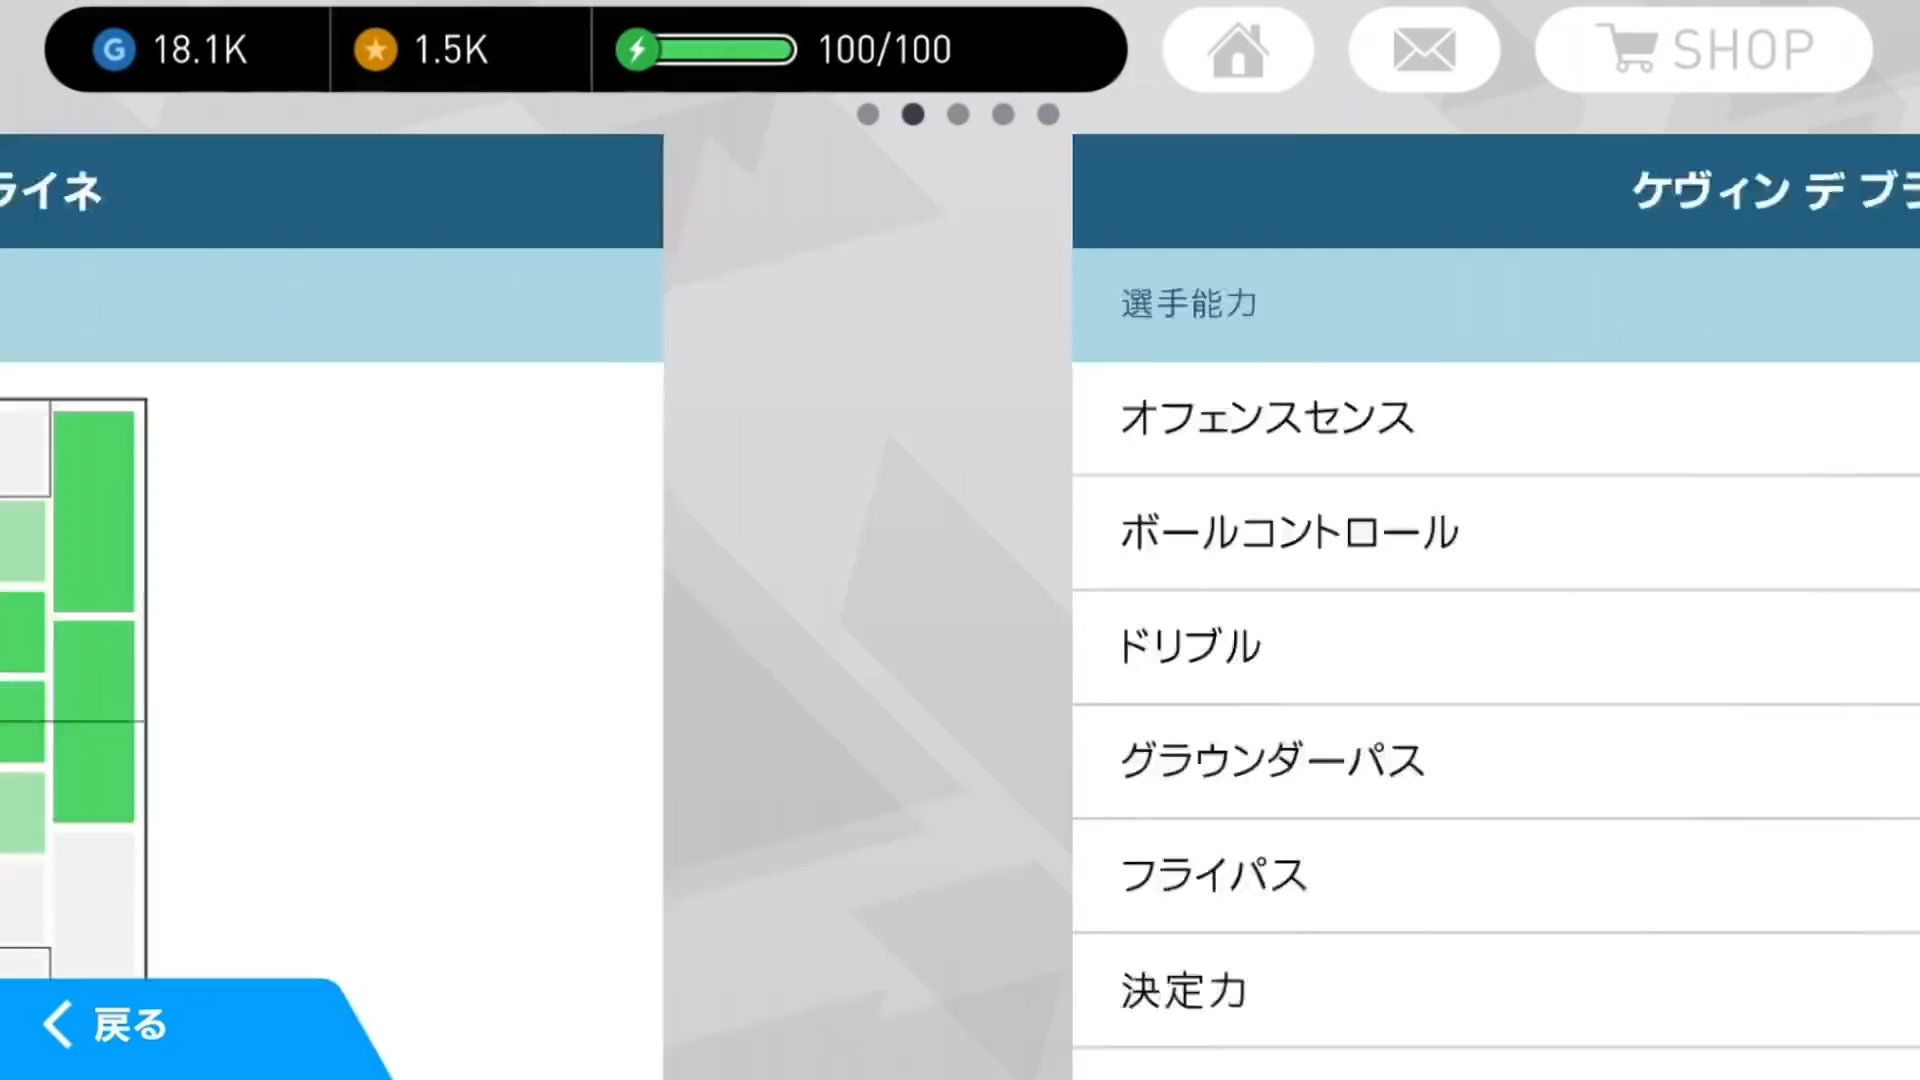 G 18.1K 1.5K 100/100 SHOP
ライネ
ケヴィン デ ブラ
選手能力
オフェンスセンス
ボールコントロール
ドリブル
グラウンダーパス
フライパス
決定力
戻る